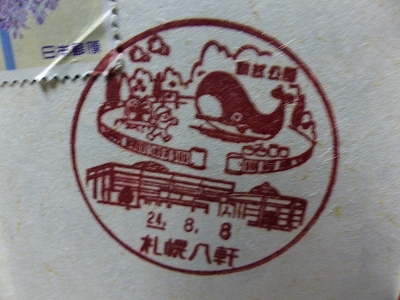 日本郵便
農試公園
24. 8. 8
札幌八軒